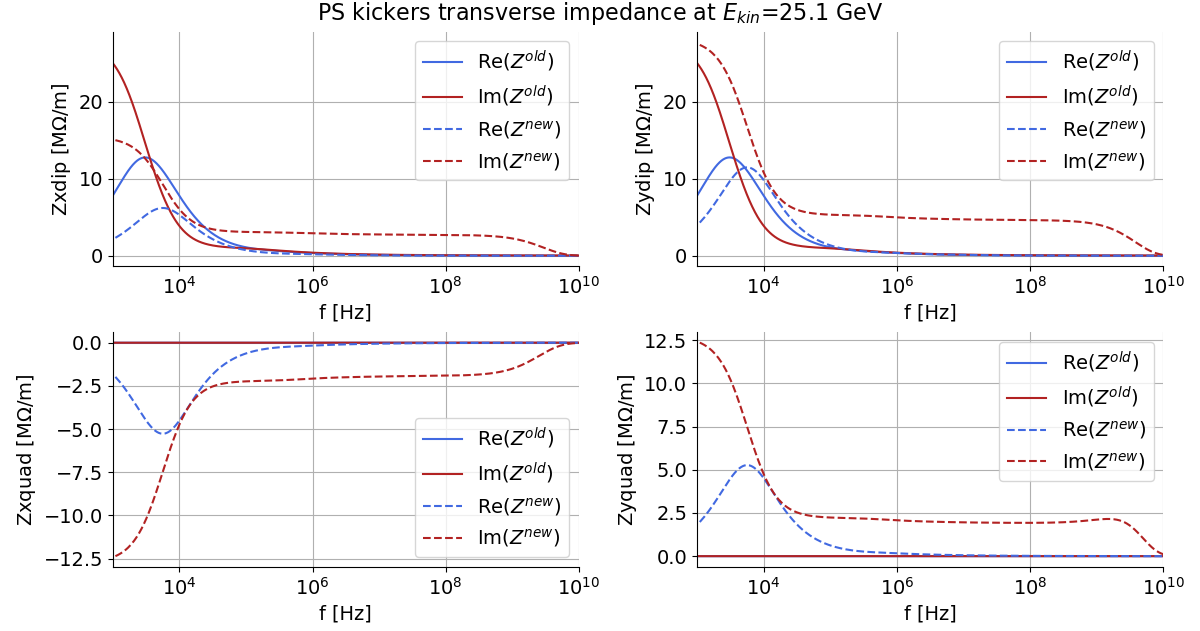 PS kickers transverse impedance at E_{kin}=25.1 GeV
Zxdip [MΩ/m]
20
10
0
10^4 10^6 10^8 10^10
f [Hz]
Re(Z^{old})
Im(Z^{old})
Re(Z^{new})
Im(Z^{new})
Zydip [MΩ/m]
20
10
0
10^4 10^6 10^8 10^10
f [Hz]
Re(Z^{old})
Im(Z^{old})
Re(Z^{new})
Im(Z^{new})
Zxquad [MΩ/m]
0.0
−2.5
−5.0
−7.5
−10.0
−12.5
10^4 10^6 10^8 10^10
f [Hz]
Re(Z^{old})
Im(Z^{old})
Re(Z^{new})
Im(Z^{new})
Zyquad [MΩ/m]
12.5
10.0
7.5
5.0
2.5
0.0
10^4 10^6 10^8 10^10
f [Hz]
Re(Z^{old})
Im(Z^{old})
Re(Z^{new})
Im(Z^{new})